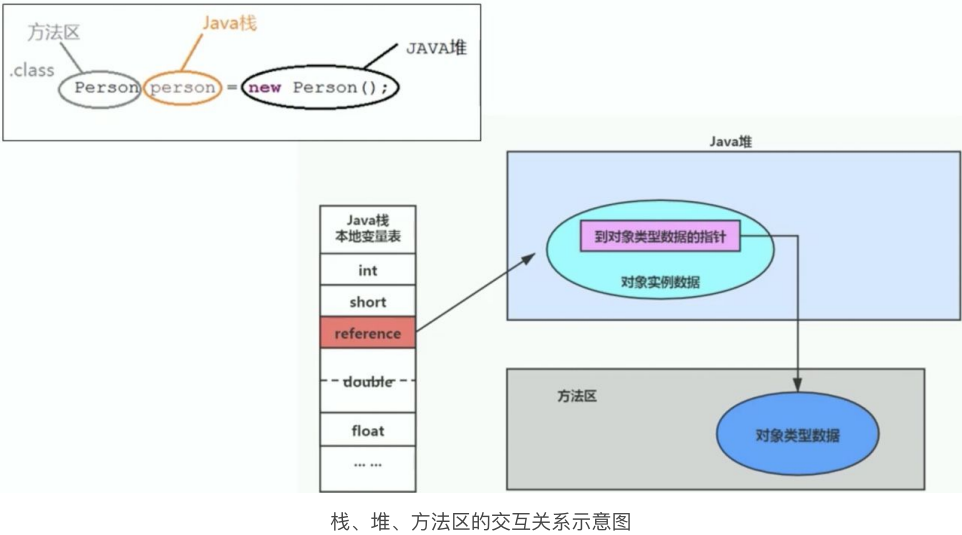 方法区
Java栈
JAVA堆
.class
Person person = new Person();
Java堆
Java栈
本地变量表
int
short
reference
double
float
... ...
到对象类型数据的指针
对象实例数据
方法区
对象类型数据
栈、堆、方法区的交互关系示意图